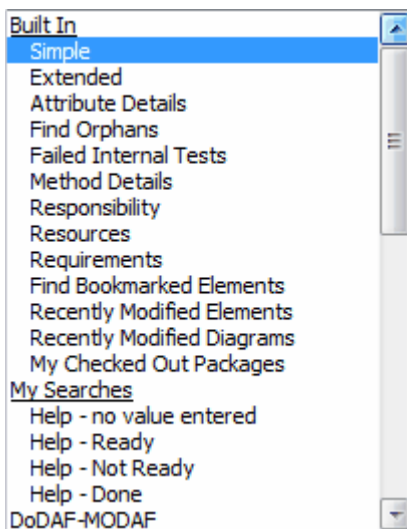 Built In
Simple
Extended
Attribute Details
Find Orphans
Failed Internal Tests
Method Details
Responsibility
Resources
Requirements
Find Bookmarked Elements
Recently Modified Elements
Recently Modified Diagrams
My Checked Out Packages
My Searches
Help - no value entered
Help - Ready
Help - Not Ready
Help - Done
DoDAF-MODAF